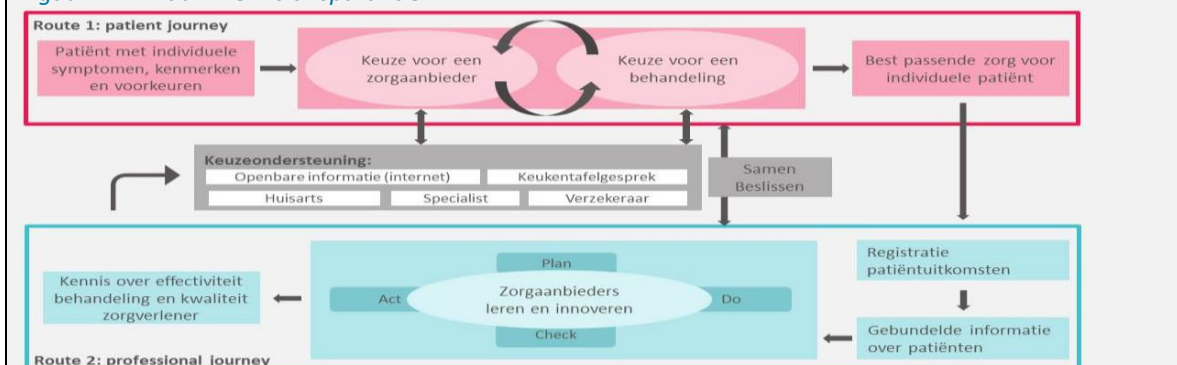 Route 1: patient journey
Patiënt met individuele
symptomen, kenmerken
en voorkeuren
Keuze voor een
zorgaanbieder
Keuze voor een
behandeling
Best passende zorg voor
individuele patiënt
Keuzeondersteuning:
Openbare informatie (internet)
Keukentafelgesprek
Huisarts
Specialist
Verzekeraar
Samen
Beslissen
Registratie
patiëntuitkomsten
Gebundelde informatie
over patiënten
Plan
Act
Zorgaanbieders
leren en innoveren
Do
Check
Kennis over effectiviteit
behandeling en kwaliteit
zorgverlener
Route 2: professional journey